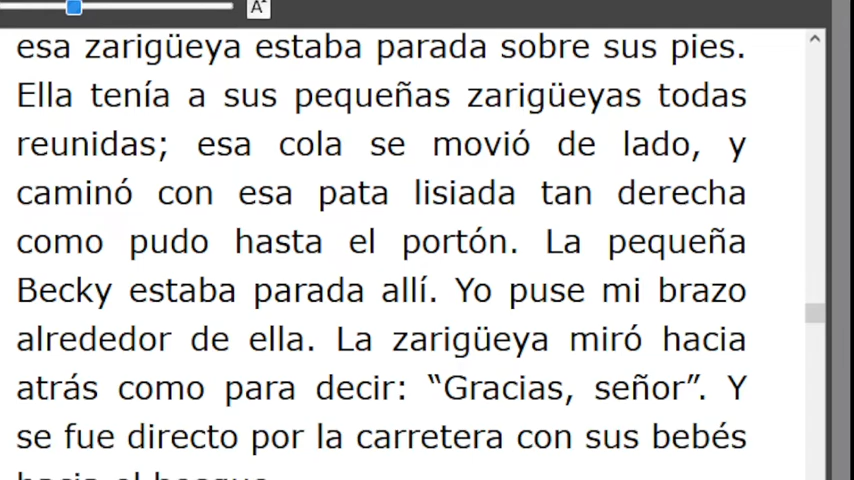 A
esa zarigüeya estaba parada sobre sus pies.
Ella tenía a sus pequeñas zarigüeyas todas
reunidas; esa cola se movió de lado, y
caminó con esa pata lisiada tan derecha
como pudo hasta el portón. La pequeña
Becky estaba parada allí. Yo puse mi brazo
alrededor de ella. La zarigüeya miró hacia
atrás como para decir: “Gracias, señor”. Y
se fue directo por la carretera con sus bebés
hacia el bosque.